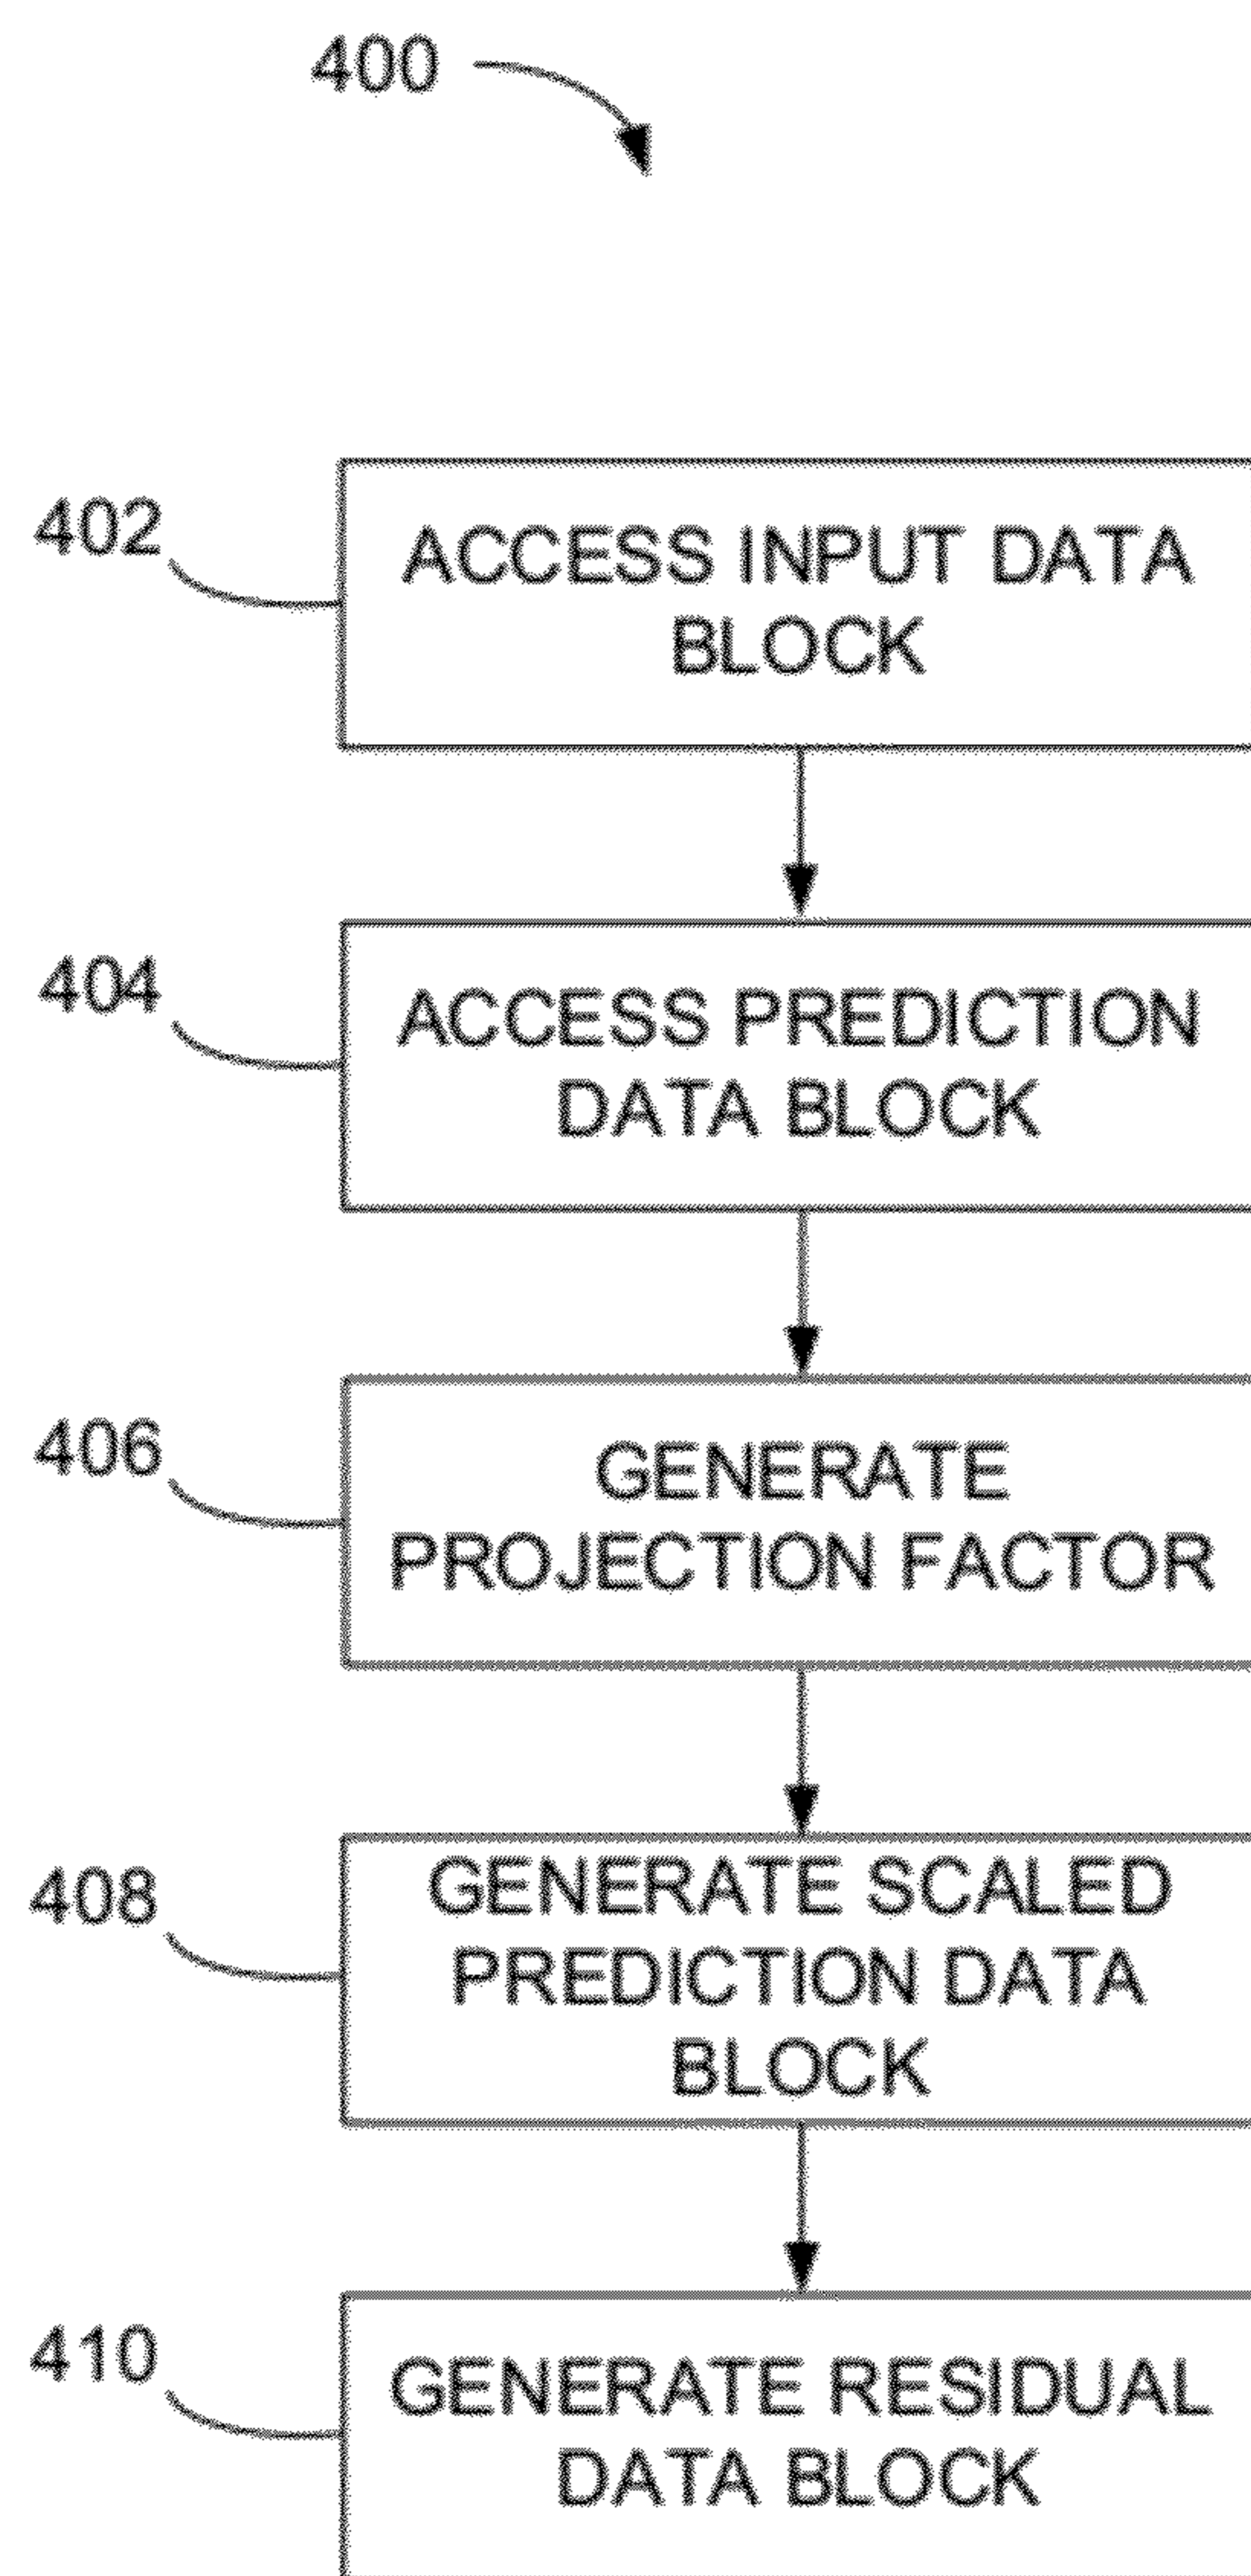 400
402
ACCESS INPUT DATA
BLOCK
404
ACCESS PREDICTION
DATA BLOCK
406
GENERATE
PROJECTION FACTOR
408
GENERATE SCALED
PREDICTION DATA
BLOCK
410
GENERATE RESIDUAL
DATA BLOCK